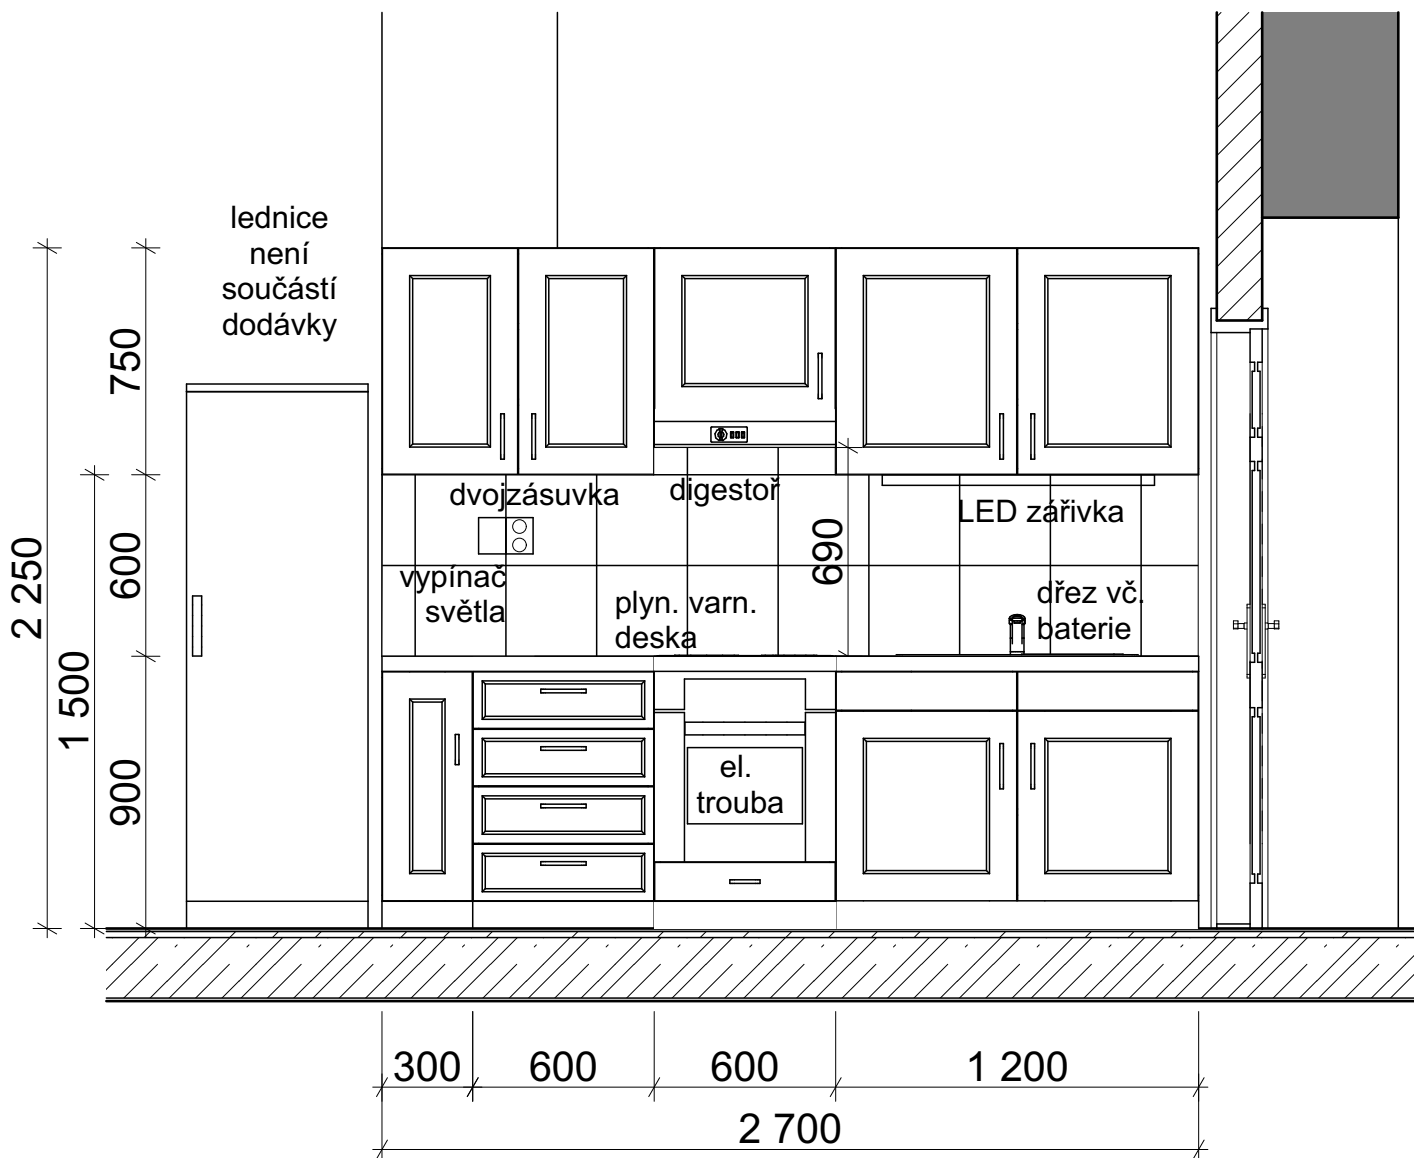 lednice
není
součástí
dodávky
750
600
900
1 500
2 250
dvojzásuvka
digestoř
LED zářivka
690
vypínač
světla
plyn. varn.
deska
dřez vč.
baterie
el.
trouba
300
600
600
1 200
2 700